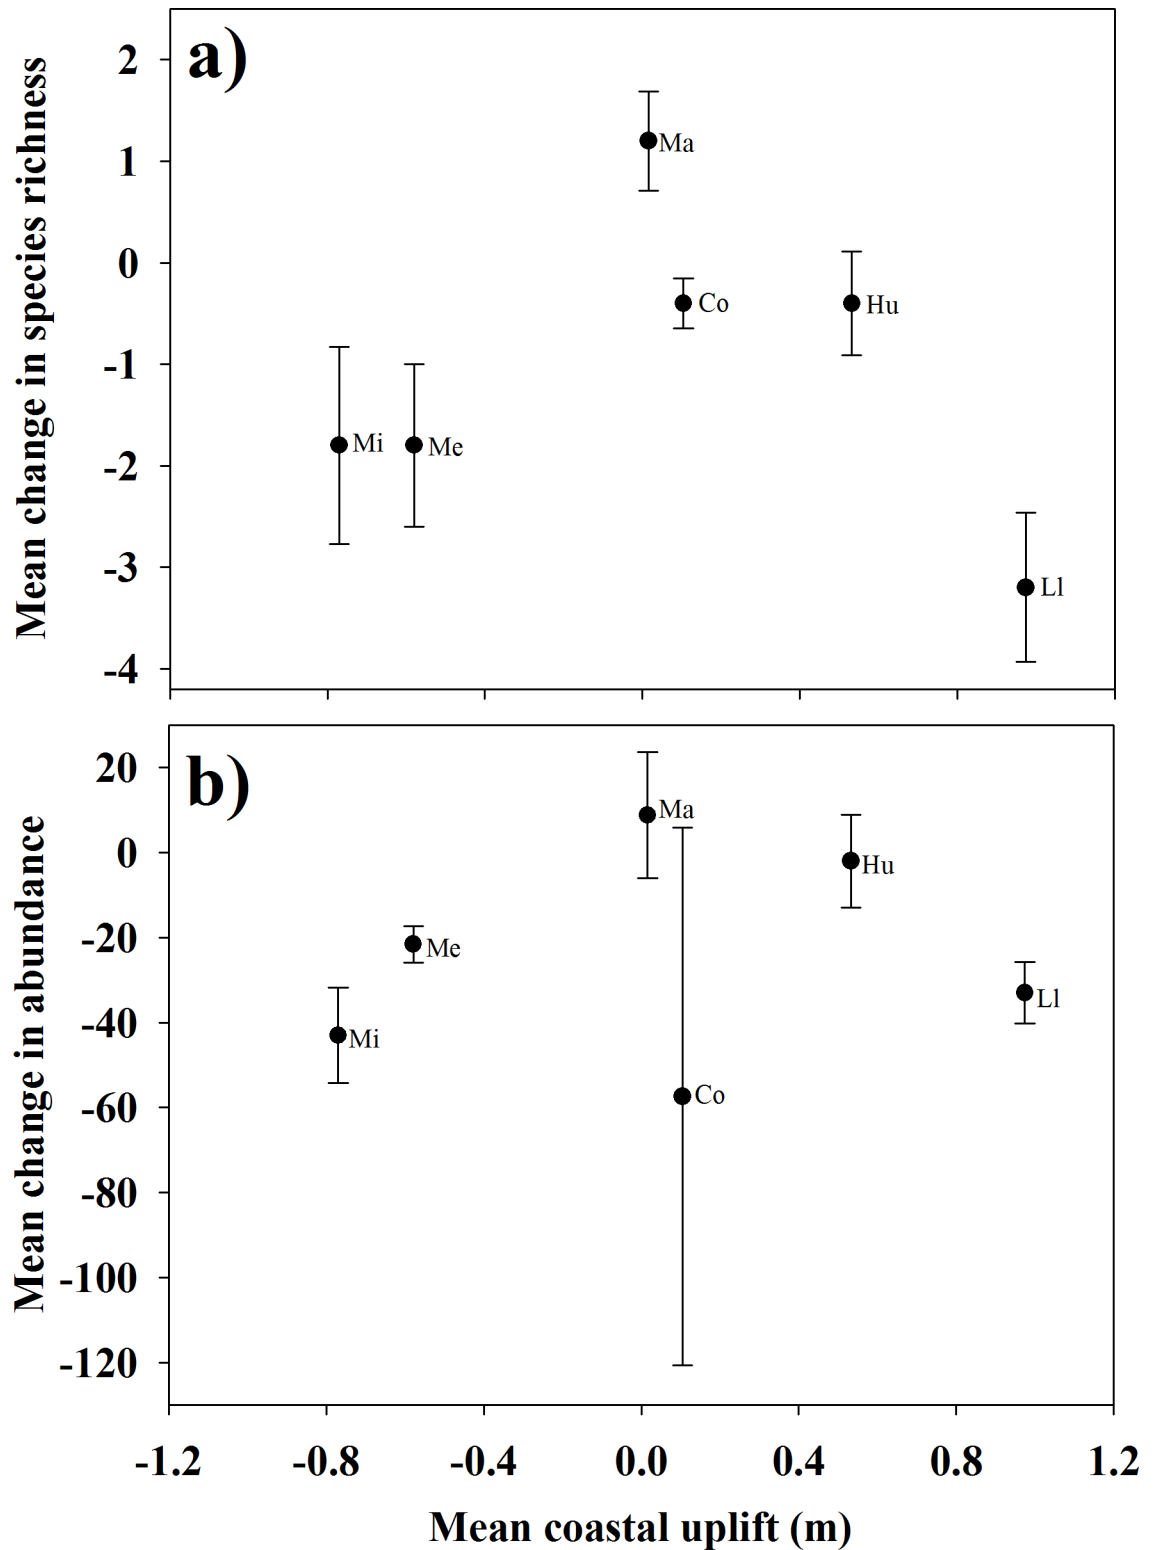 a)
Mean change in species richness
2
1
0
-1
-2
-3
-4
Ma
Co
Hu
Mi
Me
Ll
b)
Mean change in abundance
20
0
-20
-40
-60
-80
-100
-120
Ma
Hu
Me
Ll
Mi
Co
-1.2 -0.8 -0.4 0.0 0.4 0.8 1.2
Mean coastal uplift (m)